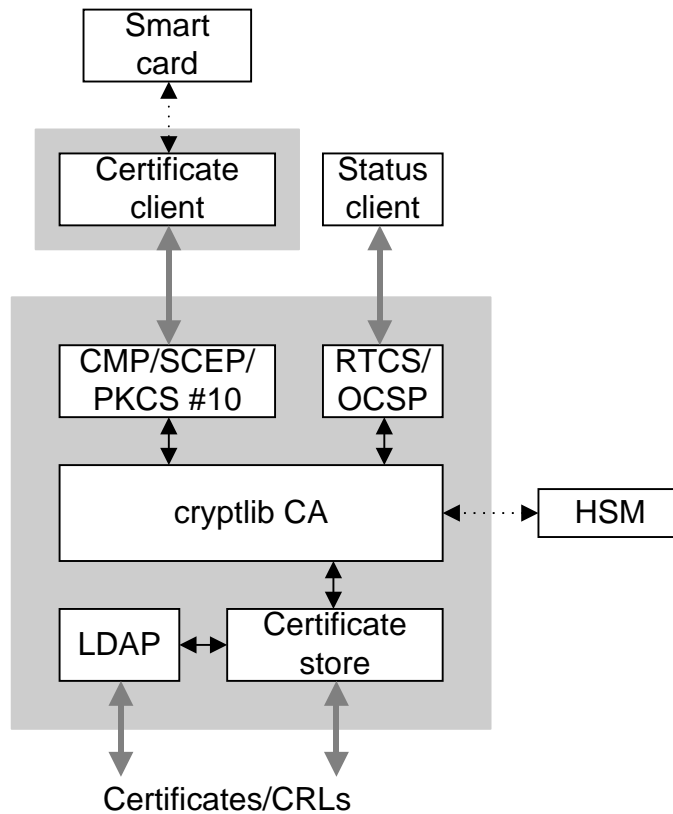 Smart
card
Certificate
client
Status
client
CMP/SCEP/
PKCS #10
RTCS/
OCSP
cryptlib CA
HSM
LDAP
Certificate
store
Certificates/CRLs